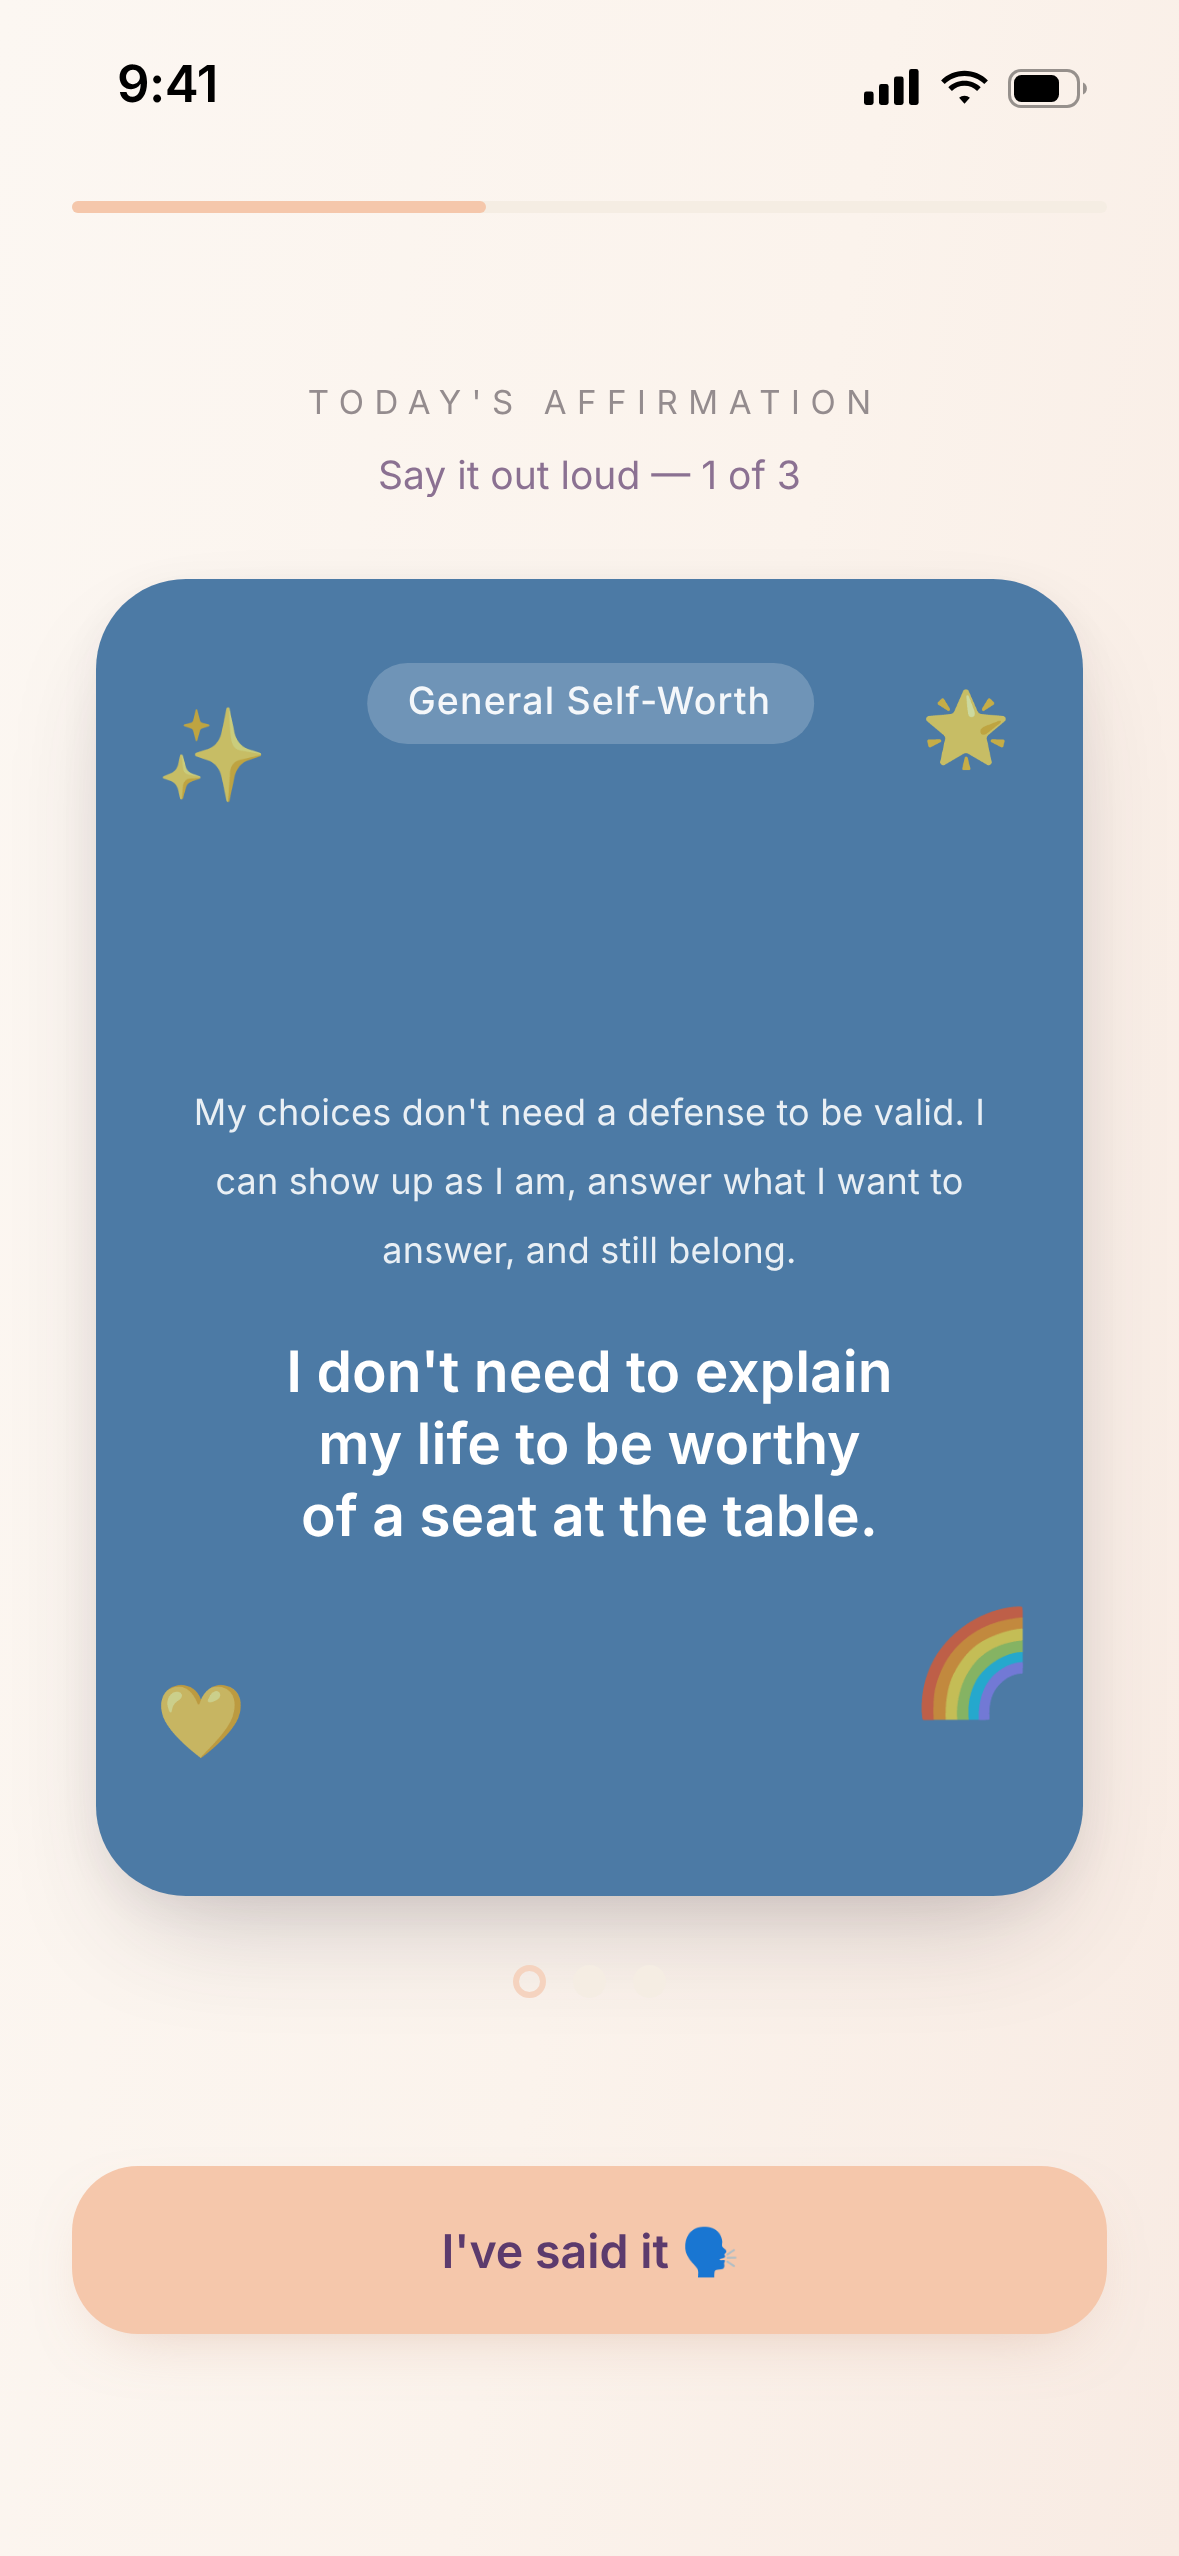 9:41
TODAY'S AFFIRMATION
Say it out loud — 1 of 3
General Self-Worth
My choices don't need a defense to be valid. I
can show up as I am, answer what I want to
answer, and still belong.
I don't need to explain
my life to be worthy
of a seat at the table.
I've said it 🗣️